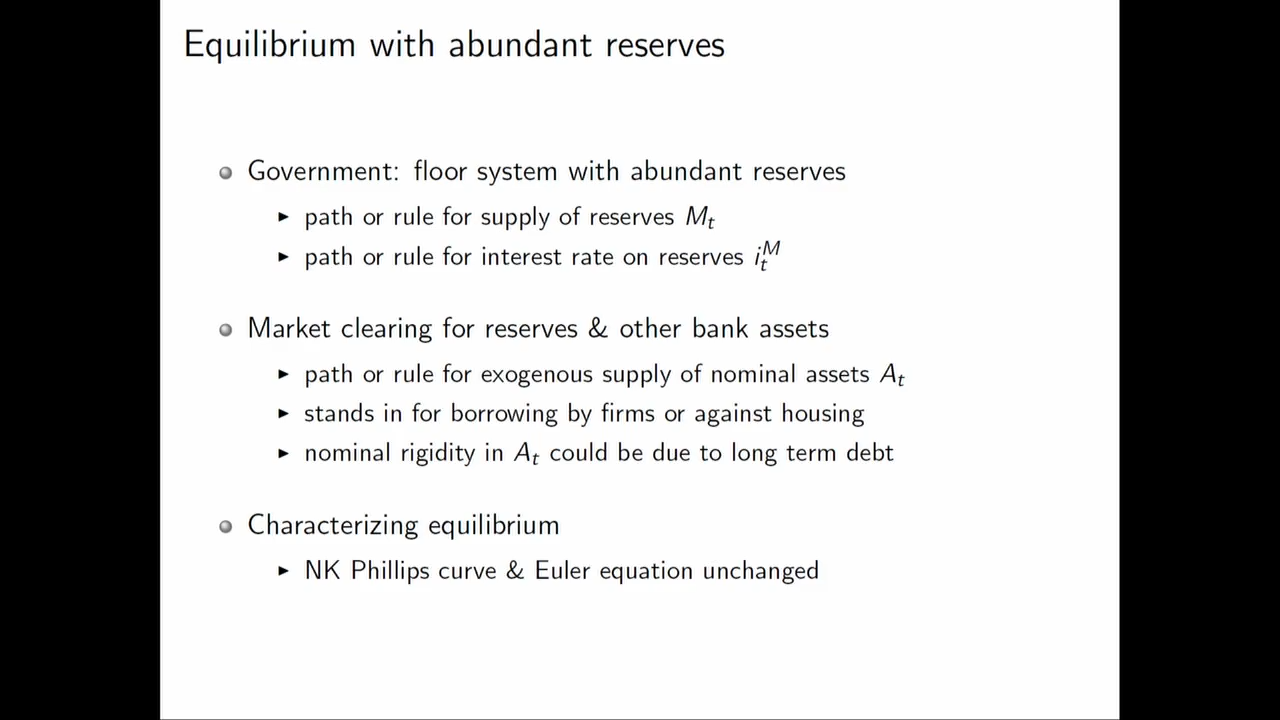 Equilibrium with abundant reserves
Government: floor system with abundant reserves
path or rule for supply of reserves M_t
path or rule for interest rate on reserves i_t^M
Market clearing for reserves & other bank assets
path or rule for exogenous supply of nominal assets A_t
stands in for borrowing by firms or against housing
nominal rigidity in A_t could be due to long term debt
Characterizing equilibrium
NK Phillips curve & Euler equation unchanged